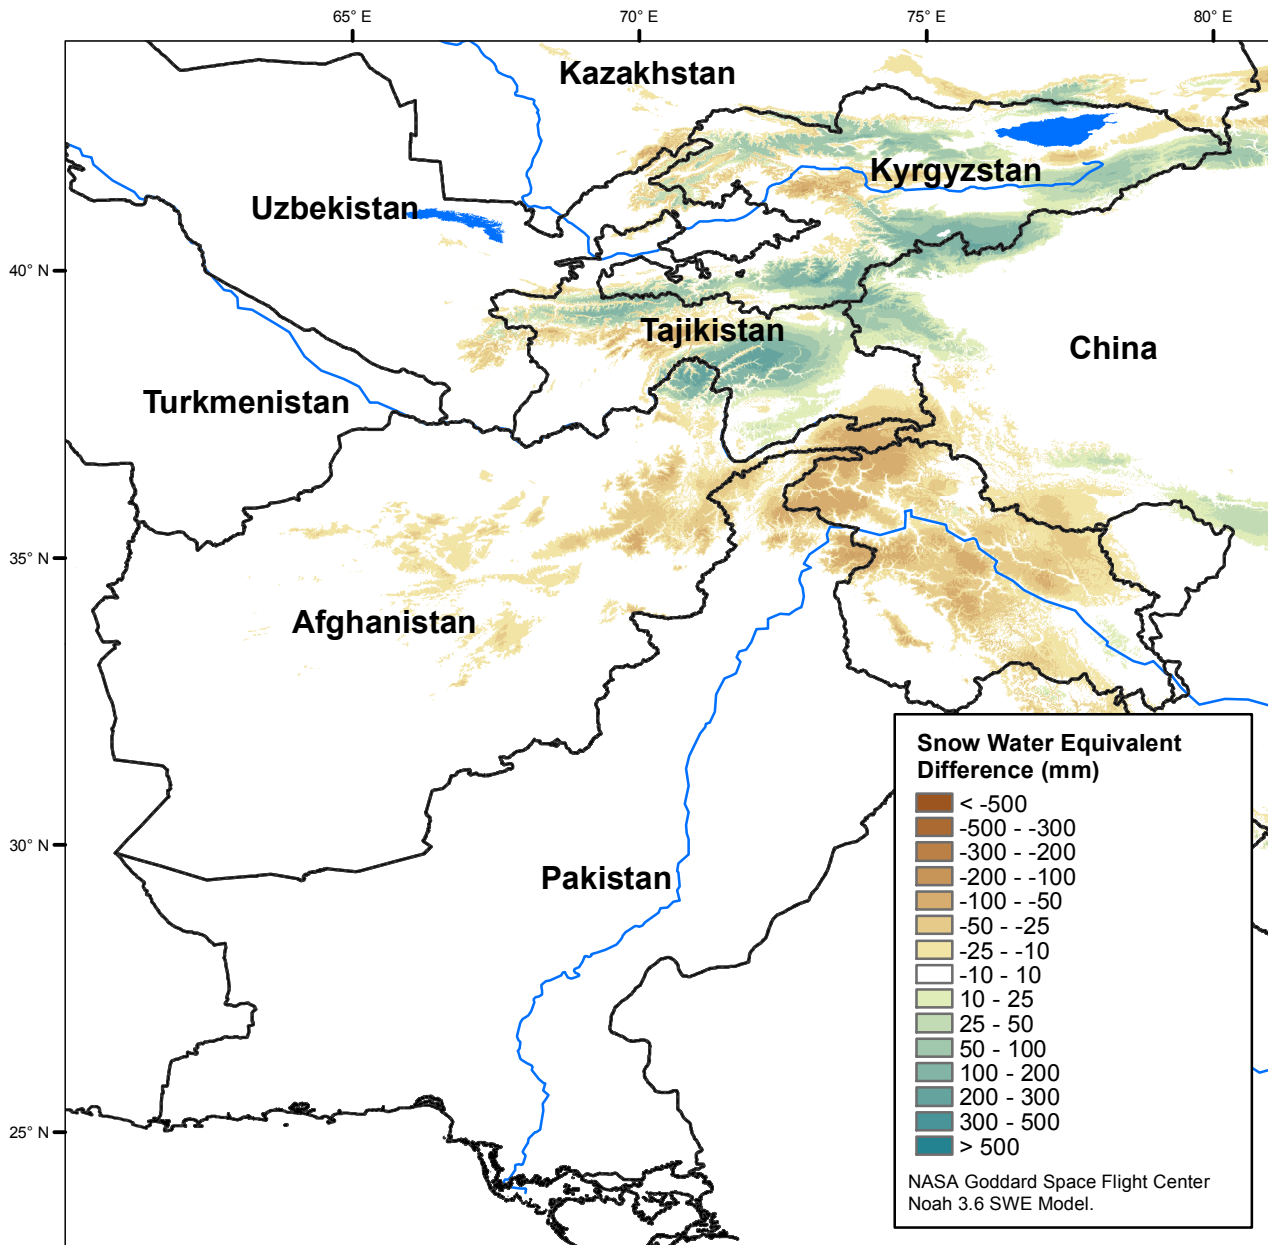 65° E
70° E
75° E
80° E
Kazakhstan
Kyrgyzstan
Uzbekistan
40° N
Tajikistan
China
Turkmenistan
35° N
Afghanistan
30° N
Pakistan
25° N
Snow Water Equivalent
Difference (mm)
< -500
-500 - -300
-300 - -200
-200 - -100
-100 - -50
-50 - -25
-25 - -10
-10 - 10
10 - 25
25 - 50
50 - 100
100 - 200
200 - 300
300 - 500
> 500
NASA Goddard Space Flight Center
Noah 3.6 SWE Model.